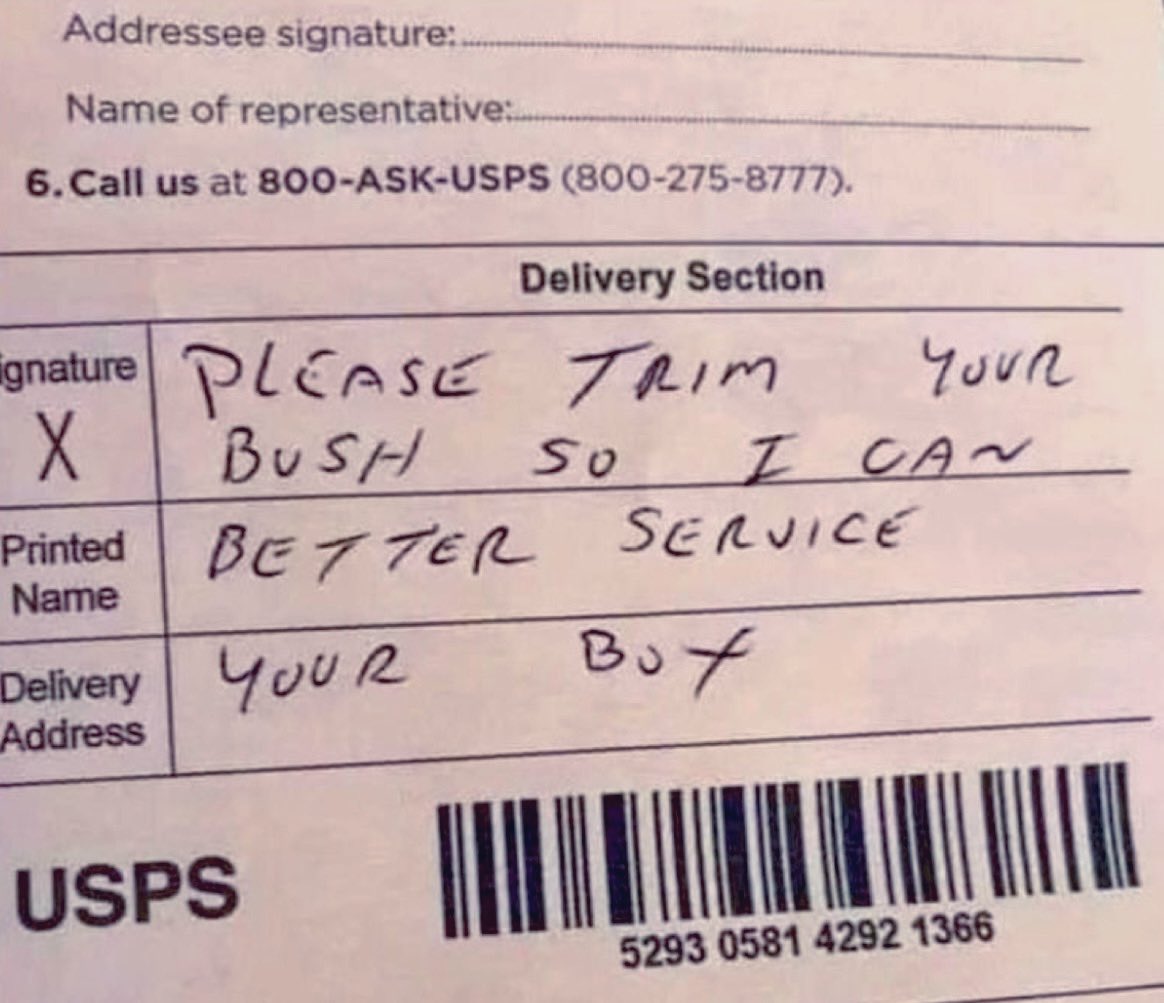 Addressee signature:
Name of representative:
6. Call us at 800-ASK-USPS (800-275-8777).
Delivery Section
ignature
X
PLEASE TRIM YOUR
BUSH SO I CAN
Printed
Name
BETTER SERVICE
Delivery
Address
YOUR BOX
USPS
5293 0581 4292 1366